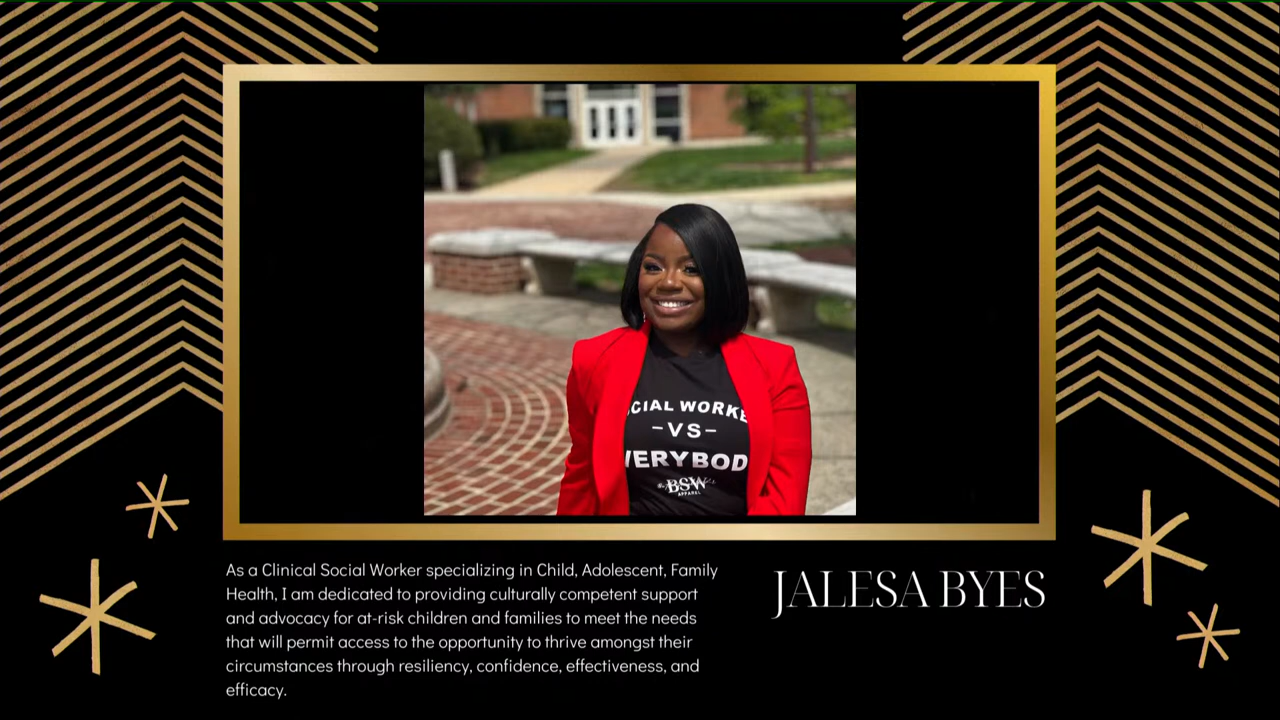 CIAL WORKE
-VS-
VERYBOD
BSW
APPAREL
As a Clinical Social Worker specializing in Child, Adolescent, Family
Health, I am dedicated to providing culturally competent support
and advocacy for at-risk children and families to meet the needs
that will permit access to the opportunity to thrive amongst their
circumstances through resiliency, confidence, effectiveness, and
efficacy.
JALESA BYES